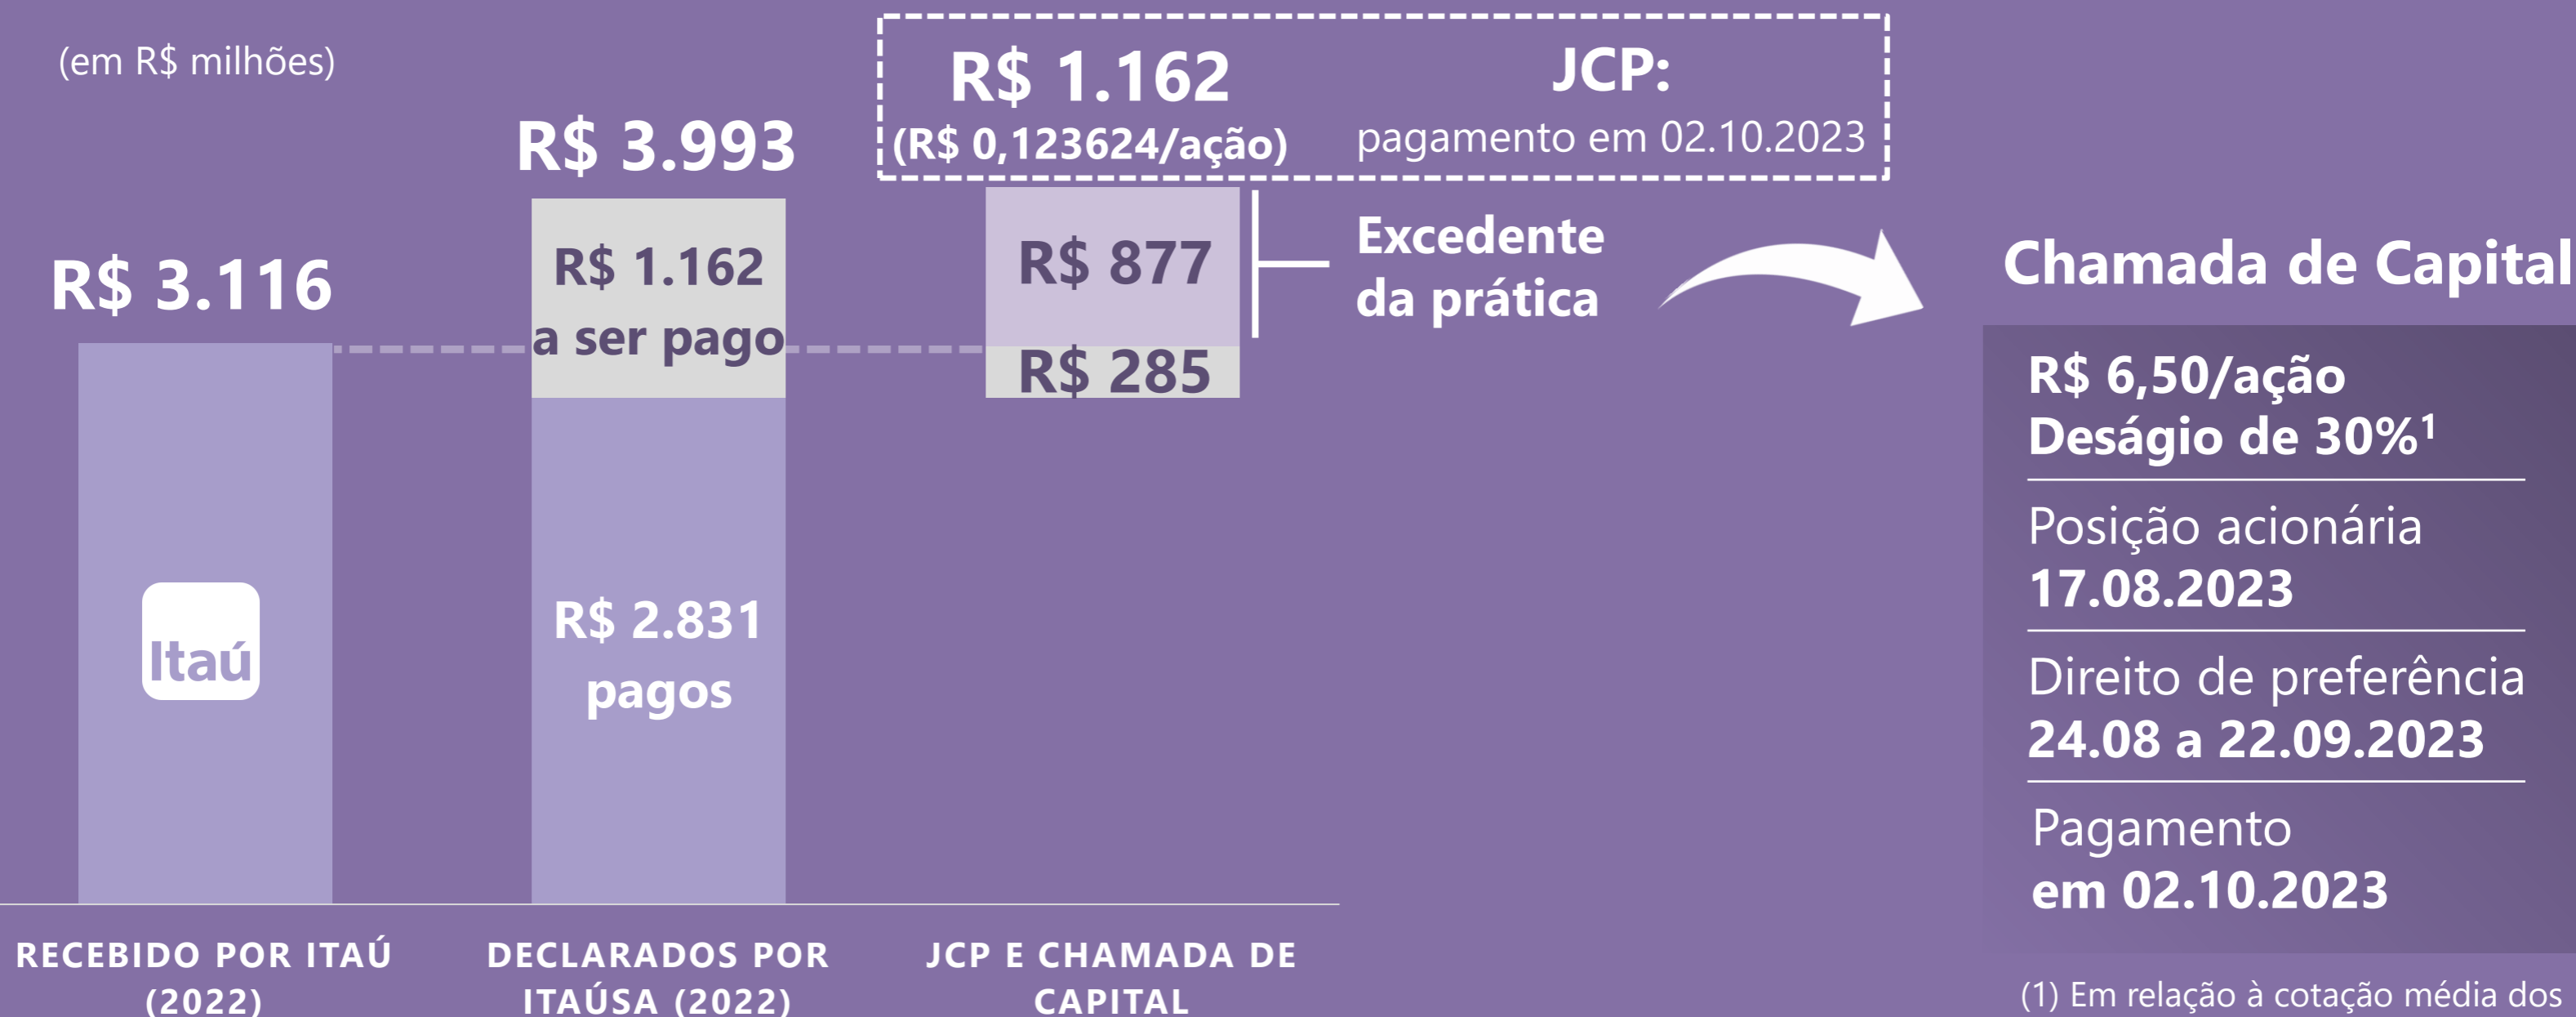 (em R$ milhões)
R$ 3.116
Itaú
RECEBIDO POR ITAÚ
(2022)
R$ 3.993
R$ 1.162
a ser pago
R$ 2.831
pagos
DECLARADOS POR
ITAÚSA (2022)
R$ 1.162
(R$ 0,123624/ação)
JCP:
pagamento em 02.10.2023
R$ 877
R$ 285
JCP E CHAMADA DE
CAPITAL
Excedente
da prática
Chamada de Capital
R$ 6,50/ação
Deságio de 30%¹
Posição acionária
17.08.2023
Direito de preferência
24.08 a 22.09.2023
Pagamento
em 02.10.2023
(1) Em relação à cotação média dos